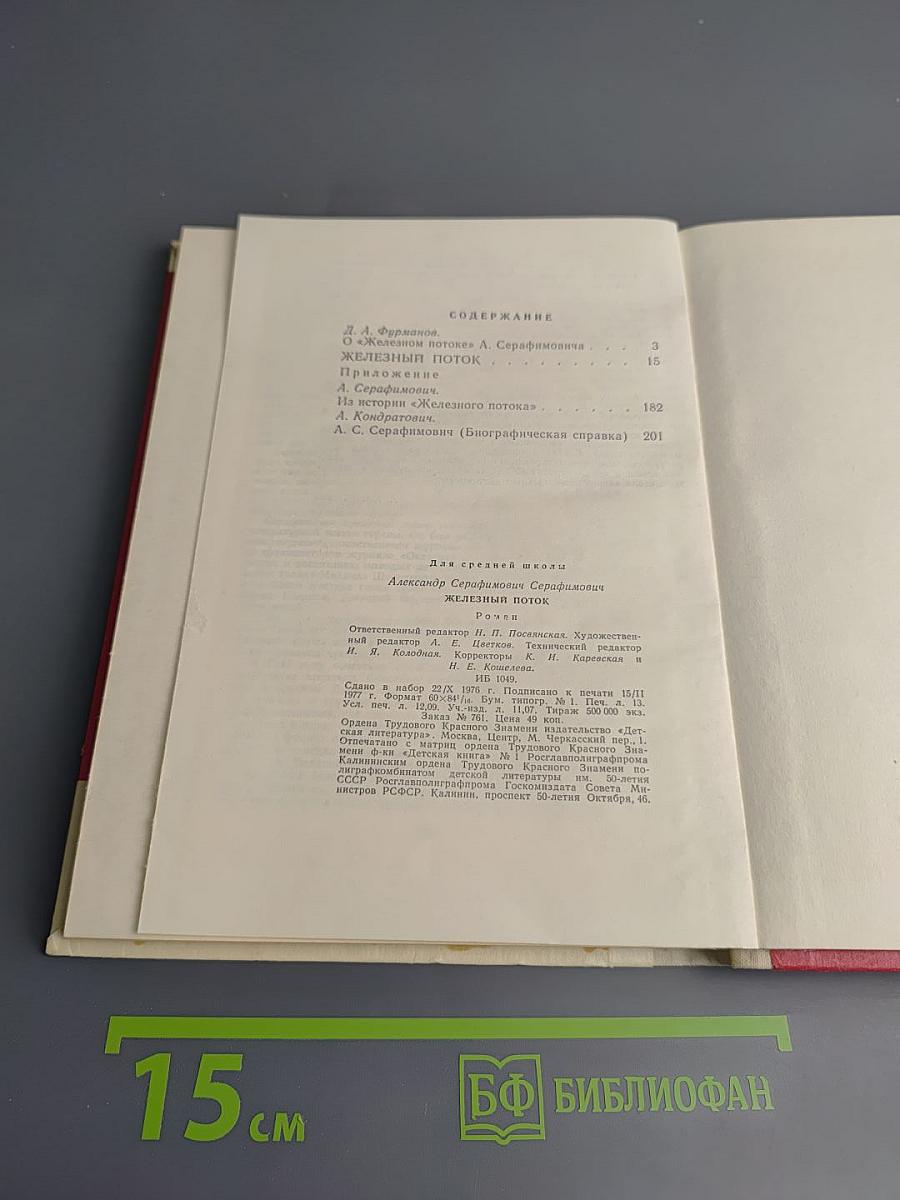 СОДЕРЖАНИЕ
Д. А. Фурманов.
О «Железном потоке» А. Серафимовича . . . 3
ЖЕЛЕЗНЫЙ ПОТОК . . . . . . . . . 15
Приложение
А. Серафимович.
Из истории «Железного потока» . . . . . . 182
А. Кондратович.
А. С. Серафимович (Биографическая справка) 201
Для средней школы
Александр Серафимович Серафимович
ЖЕЛЕЗНЫЙ ПОТОК
Роман
Ответственный редактор Н. П. Посвянская. Художествен-
ный редактор А. Е. Цветков. Технический редактор
И. Я. Колодная. Корректоры К. И. Каревская и
Н. Е. Кошелева.
ИБ 1049.
Сдано в набор 22/X 1976 г. Подписано к печати 15/II
1977 г. Формат 60×84¹/₁₆. Бум. типогр. № 1. Печ. л. 13.
Усл. печ. л. 12,09. Уч.-изд. л. 11,07. Тираж 500 000 экз.
Заказ № 761. Цена 49 коп.
Ордена Трудового Красного Знамени издательство «Дет-
ская литература». Москва, Центр, М. Черкасский пер., 1.
Отпечатано с матриц ордена Трудового Красного Зна-
мени ф-ки «Детская книга» № 1 Росглавполиграфпрома
Калининским ордена Трудового Красного Знамени по-
лиграфкомбинатом детской литературы им. 50-летия
СССР Росглавполиграфпрома Госкомиздата Совета Ми-
нистров РСФСР. Калинин, проспект 50-летия Октября, 46.
15 см
БФ БИБЛИОФАН